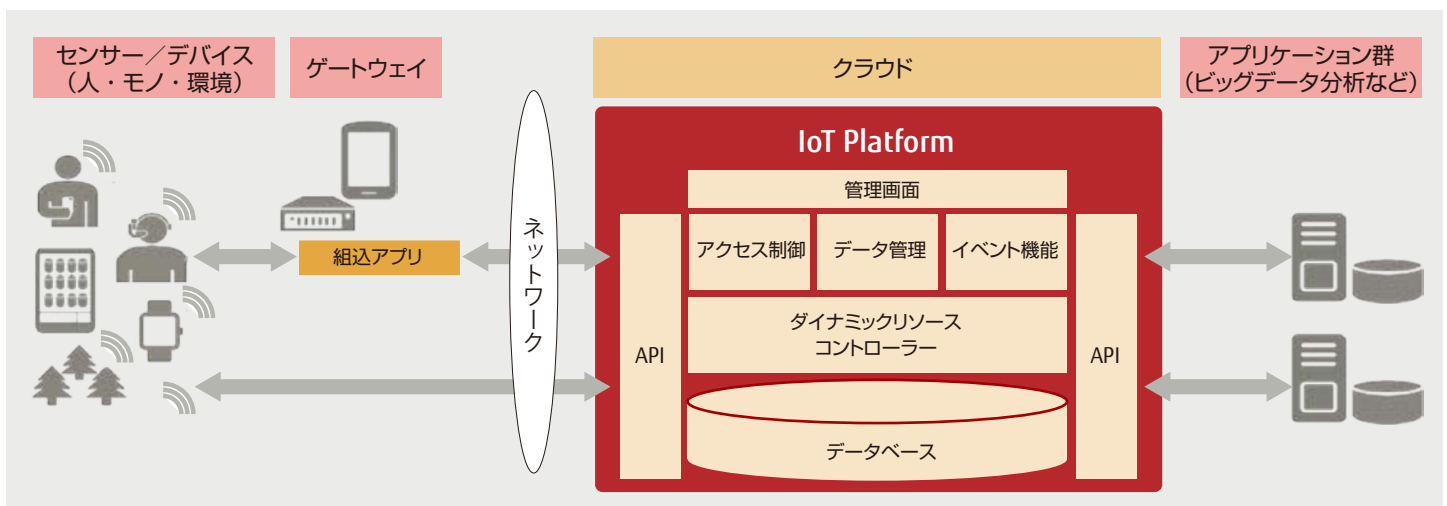 センサー／デバイス
（人・モノ・環境）
ゲートウェイ
クラウド
アプリケーション群
（ビッグデータ分析など）
IoT Platform
管理画面
アクセス制御
データ管理
イベント機能
組込アプリ
ネットワーク
ダイナミックリソース
コントローラー
API
API
データベース